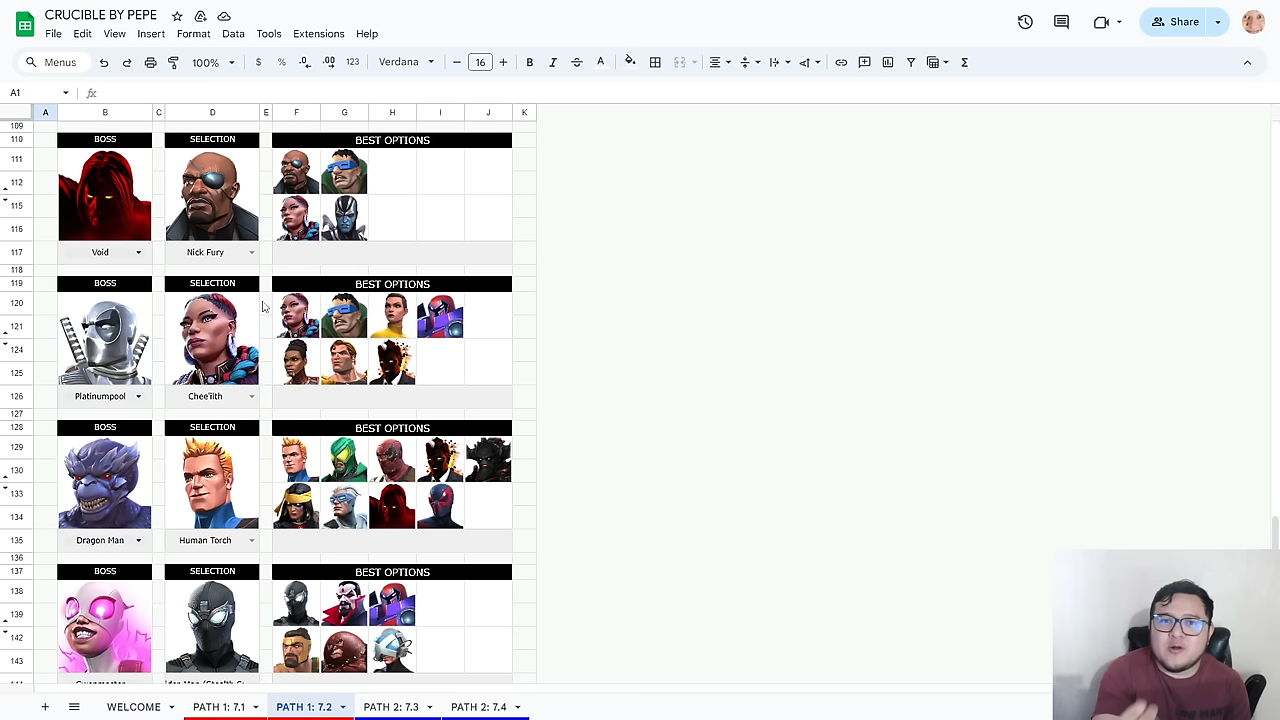 CRUCIBLE BY PEPE
File Edit View Insert Format Data Tools Extensions Help
Share
Menus 100% $ % .0 .00 123 Verdana 16 B I A
A1 fx
A B C D E F G H I J K
109
110 BOSS SELECTION BEST OPTIONS
111
112
115
116
117 Void Nick Fury
118
119 BOSS SELECTION BEST OPTIONS
120
121
124
125
126 Platinumpool Chee'ilth
127
128 BOSS SELECTION BEST OPTIONS
129
130
133
134
135 Dragon Man Human Torch
136
137 BOSS SELECTION BEST OPTIONS
138
139
142
143
WELCOME PATH 1: 7.1 PATH 1: 7.2 PATH 2: 7.3 PATH 2: 7.4